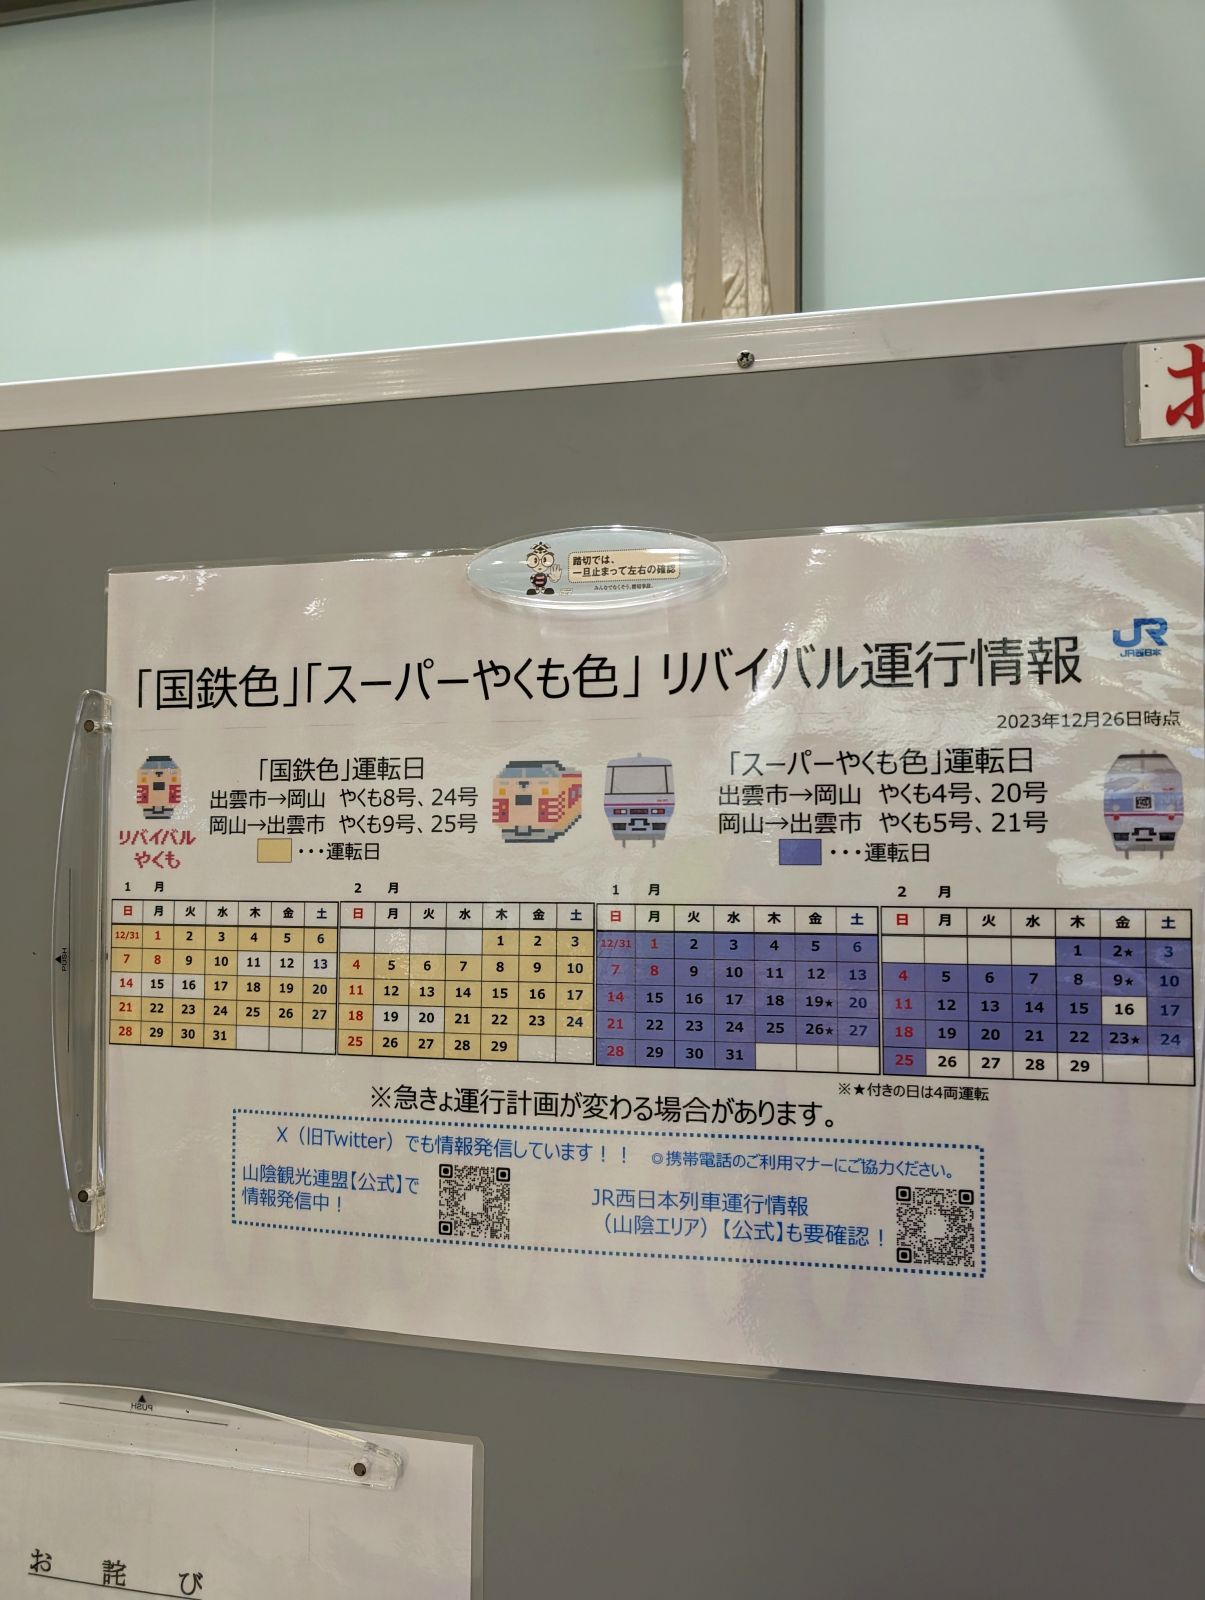 踏切では、
一旦止まって左右の確認
みんなでなくそう、踏切事故。
JR
JR西日本
「国鉄色」「スーパーやくも色」リバイバル運行情報
2023年12月26日時点
リバイバル
やくも
「国鉄色」運転日
出雲市→岡山 やくも8号、24号
岡山→出雲市 やくも9号、25号
・・・運転日
1 月
日 月 火 水 木 金 土
12/31 1 2 3 4 5 6
7 8 9 10 11 12 13
14 15 16 17 18 19 20
21 22 23 24 25 26 27
28 29 30 31
2 月
日 月 火 水 木 金 土
1 2 3
4 5 6 7 8 9 10
11 12 13 14 15 16 17
18 19 20 21 22 23 24
25 26 27 28 29
「スーパーやくも色」運転日
出雲市→岡山 やくも4号、20号
岡山→出雲市 やくも5号、21号
・・・運転日
1 月
日 月 火 水 木 金 土
12/31 1 2 3 4 5 6
7 8 9 10 11 12 13
14 15 16 17 18 19★ 20
21 22 23 24 25 26★ 27
28 29 30 31
2 月
日 月 火 水 木 金 土
1 2★ 3
4 5 6 7 8 9★ 10
11 12 13 14 15 16 17
18 19 20 21 22 23★ 24
25 26 27 28 29
※★付きの日は4両運転
※急きょ運行計画が変わる場合があります。
X（旧Twitter）でも情報発信しています！！ ◎携帯電話のご利用マナーにご協力ください。
山陰観光連盟【公式】で
情報発信中！
JR西日本列車運行情報
（山陰エリア）【公式】も要確認！
PUSH
PUSH
お詫び